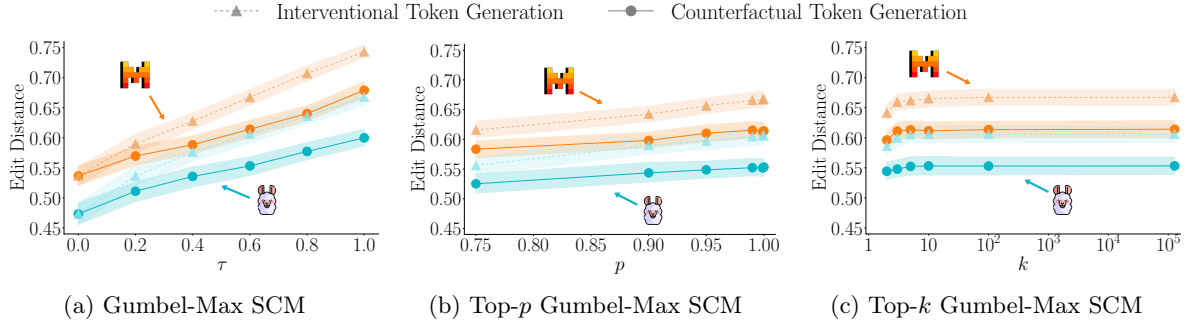 Interventional Token Generation Counterfactual Token Generation
Edit Distance
0.75
0.70
0.65
0.60
0.55
0.50
0.45
0.0 0.2 0.4 0.6 0.8 1.0
τ
(a) Gumbel-Max SCM
Edit Distance
0.75
0.70
0.65
0.60
0.55
0.50
0.45
0.75 0.80 0.85 0.90 0.95 1.00
p
(b) Top-p Gumbel-Max SCM
Edit Distance
0.75
0.70
0.65
0.60
0.55
0.50
0.45
1 10 10² 10³ 10⁴ 10⁵
k
(c) Top-k Gumbel-Max SCM